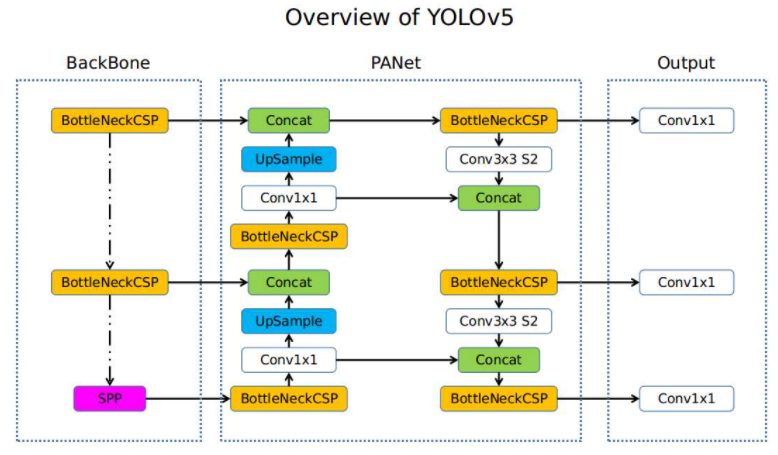 Overview of YOLOv5
BackBone
PANet
Output
BottleNeckCSP
Concat
BottleNeckCSP
Conv1x1
UpSample
Conv3x3 S2
Conv1x1
Concat
BottleNeckCSP
BottleNeckCSP
Concat
BottleNeckCSP
Conv1x1
UpSample
Conv3x3 S2
Conv1x1
Concat
SPP
BottleNeckCSP
BottleNeckCSP
Conv1x1